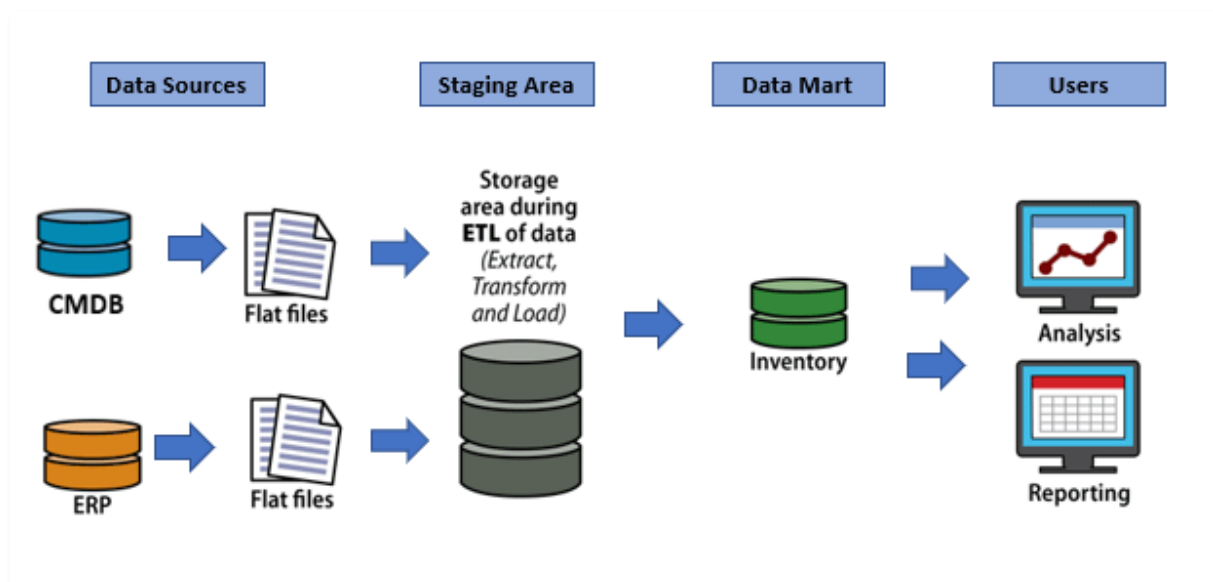 Data Sources
Staging Area
Data Mart
Users
CMDB
Flat files
Storage
area during
ETL of data
(Extract,
Transform
and Load)
Inventory
Analysis
ERP
Flat files
Reporting